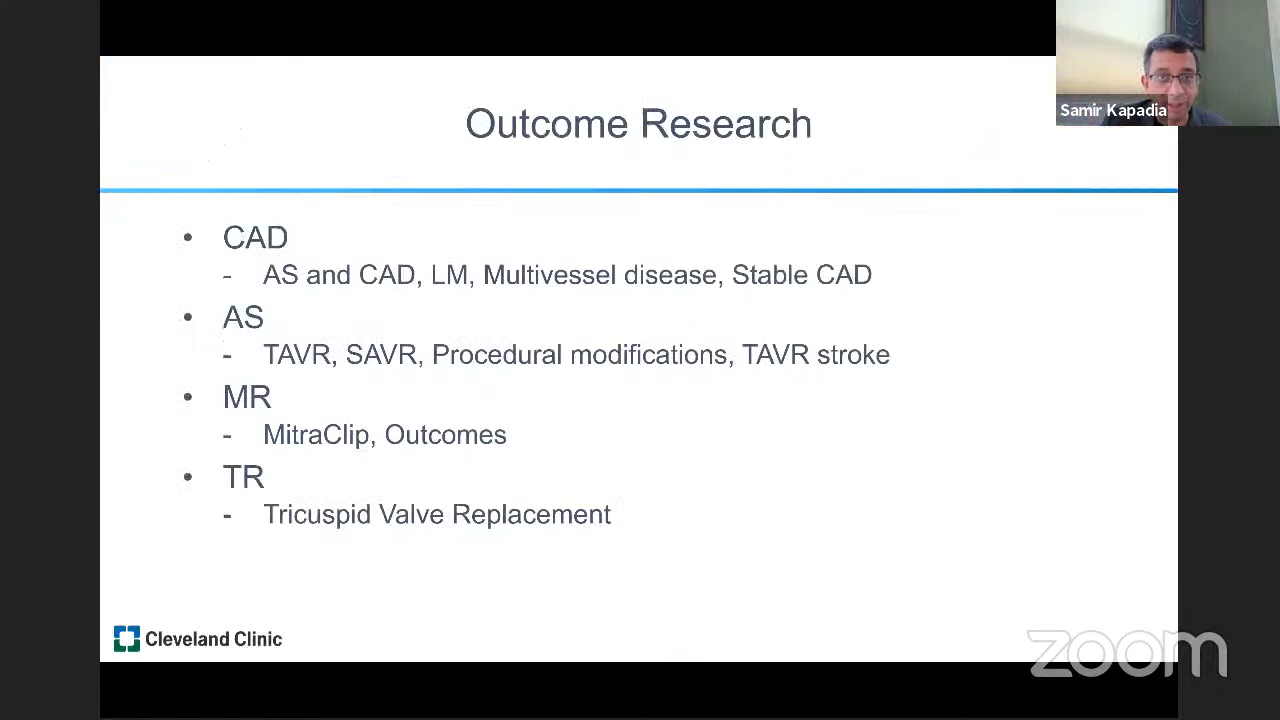 Samir Kapadia
Outcome Research
• CAD
- AS and CAD, LM, Multivessel disease, Stable CAD
• AS
- TAVR, SAVR, Procedural modifications, TAVR stroke
• MR
- MitraClip, Outcomes
• TR
- Tricuspid Valve Replacement
Cleveland Clinic
zoom